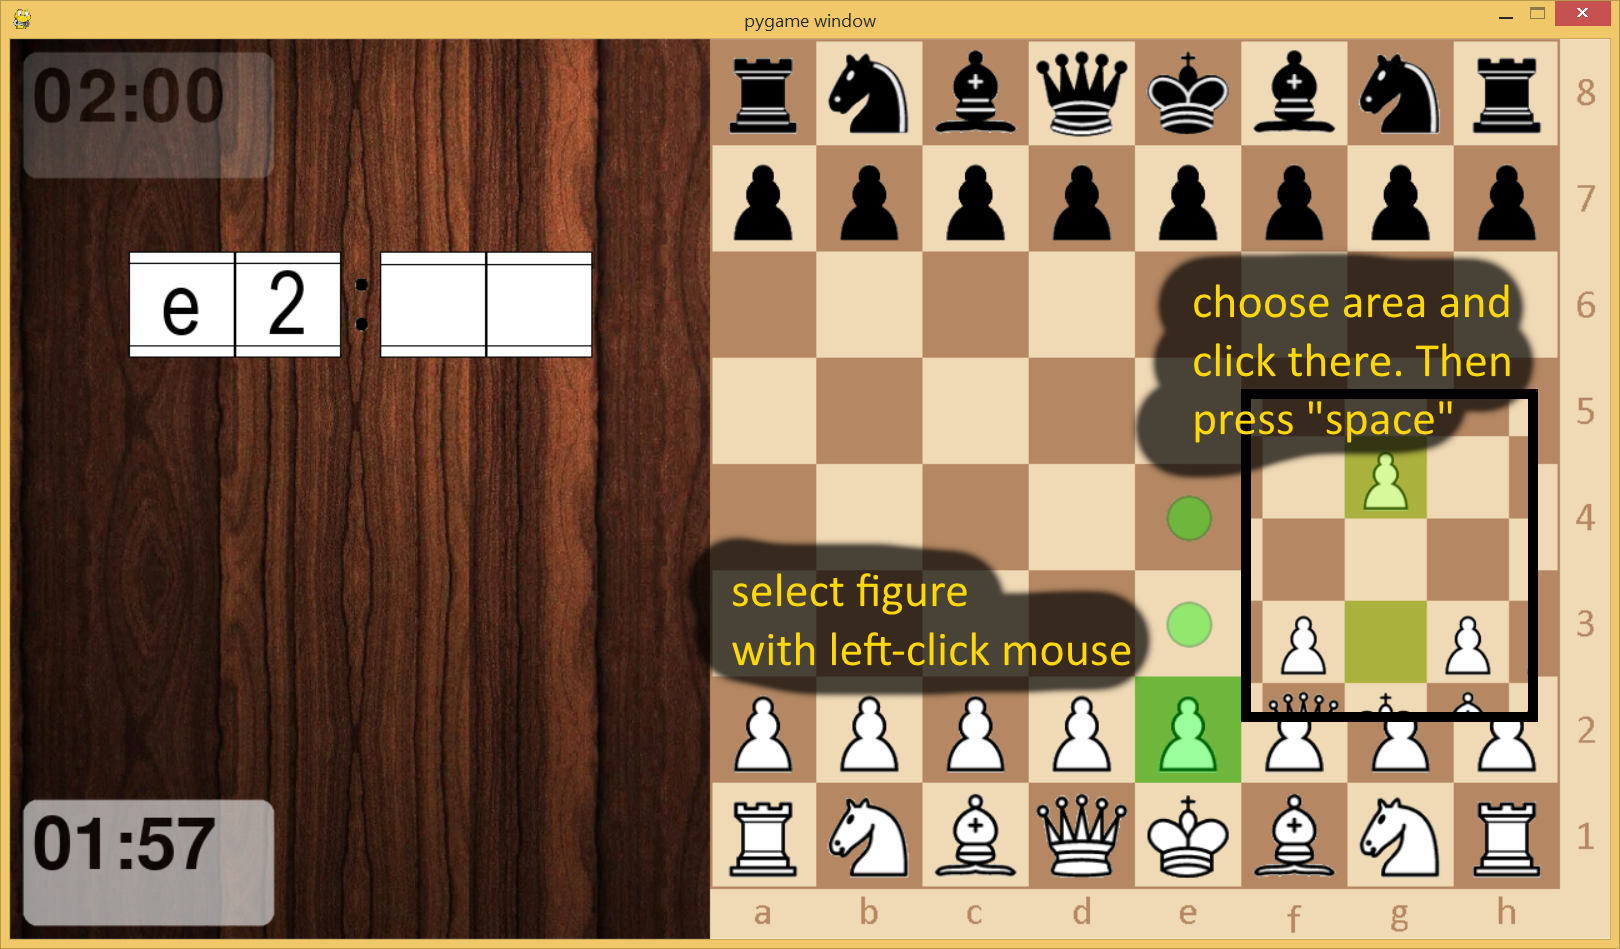 pygame window
02:00
e 2 :
01:57
choose area and
click there. Then
press "space"
select figure
with left-click mouse
8
7
6
5
4
3
2
1
a b c d e f g h